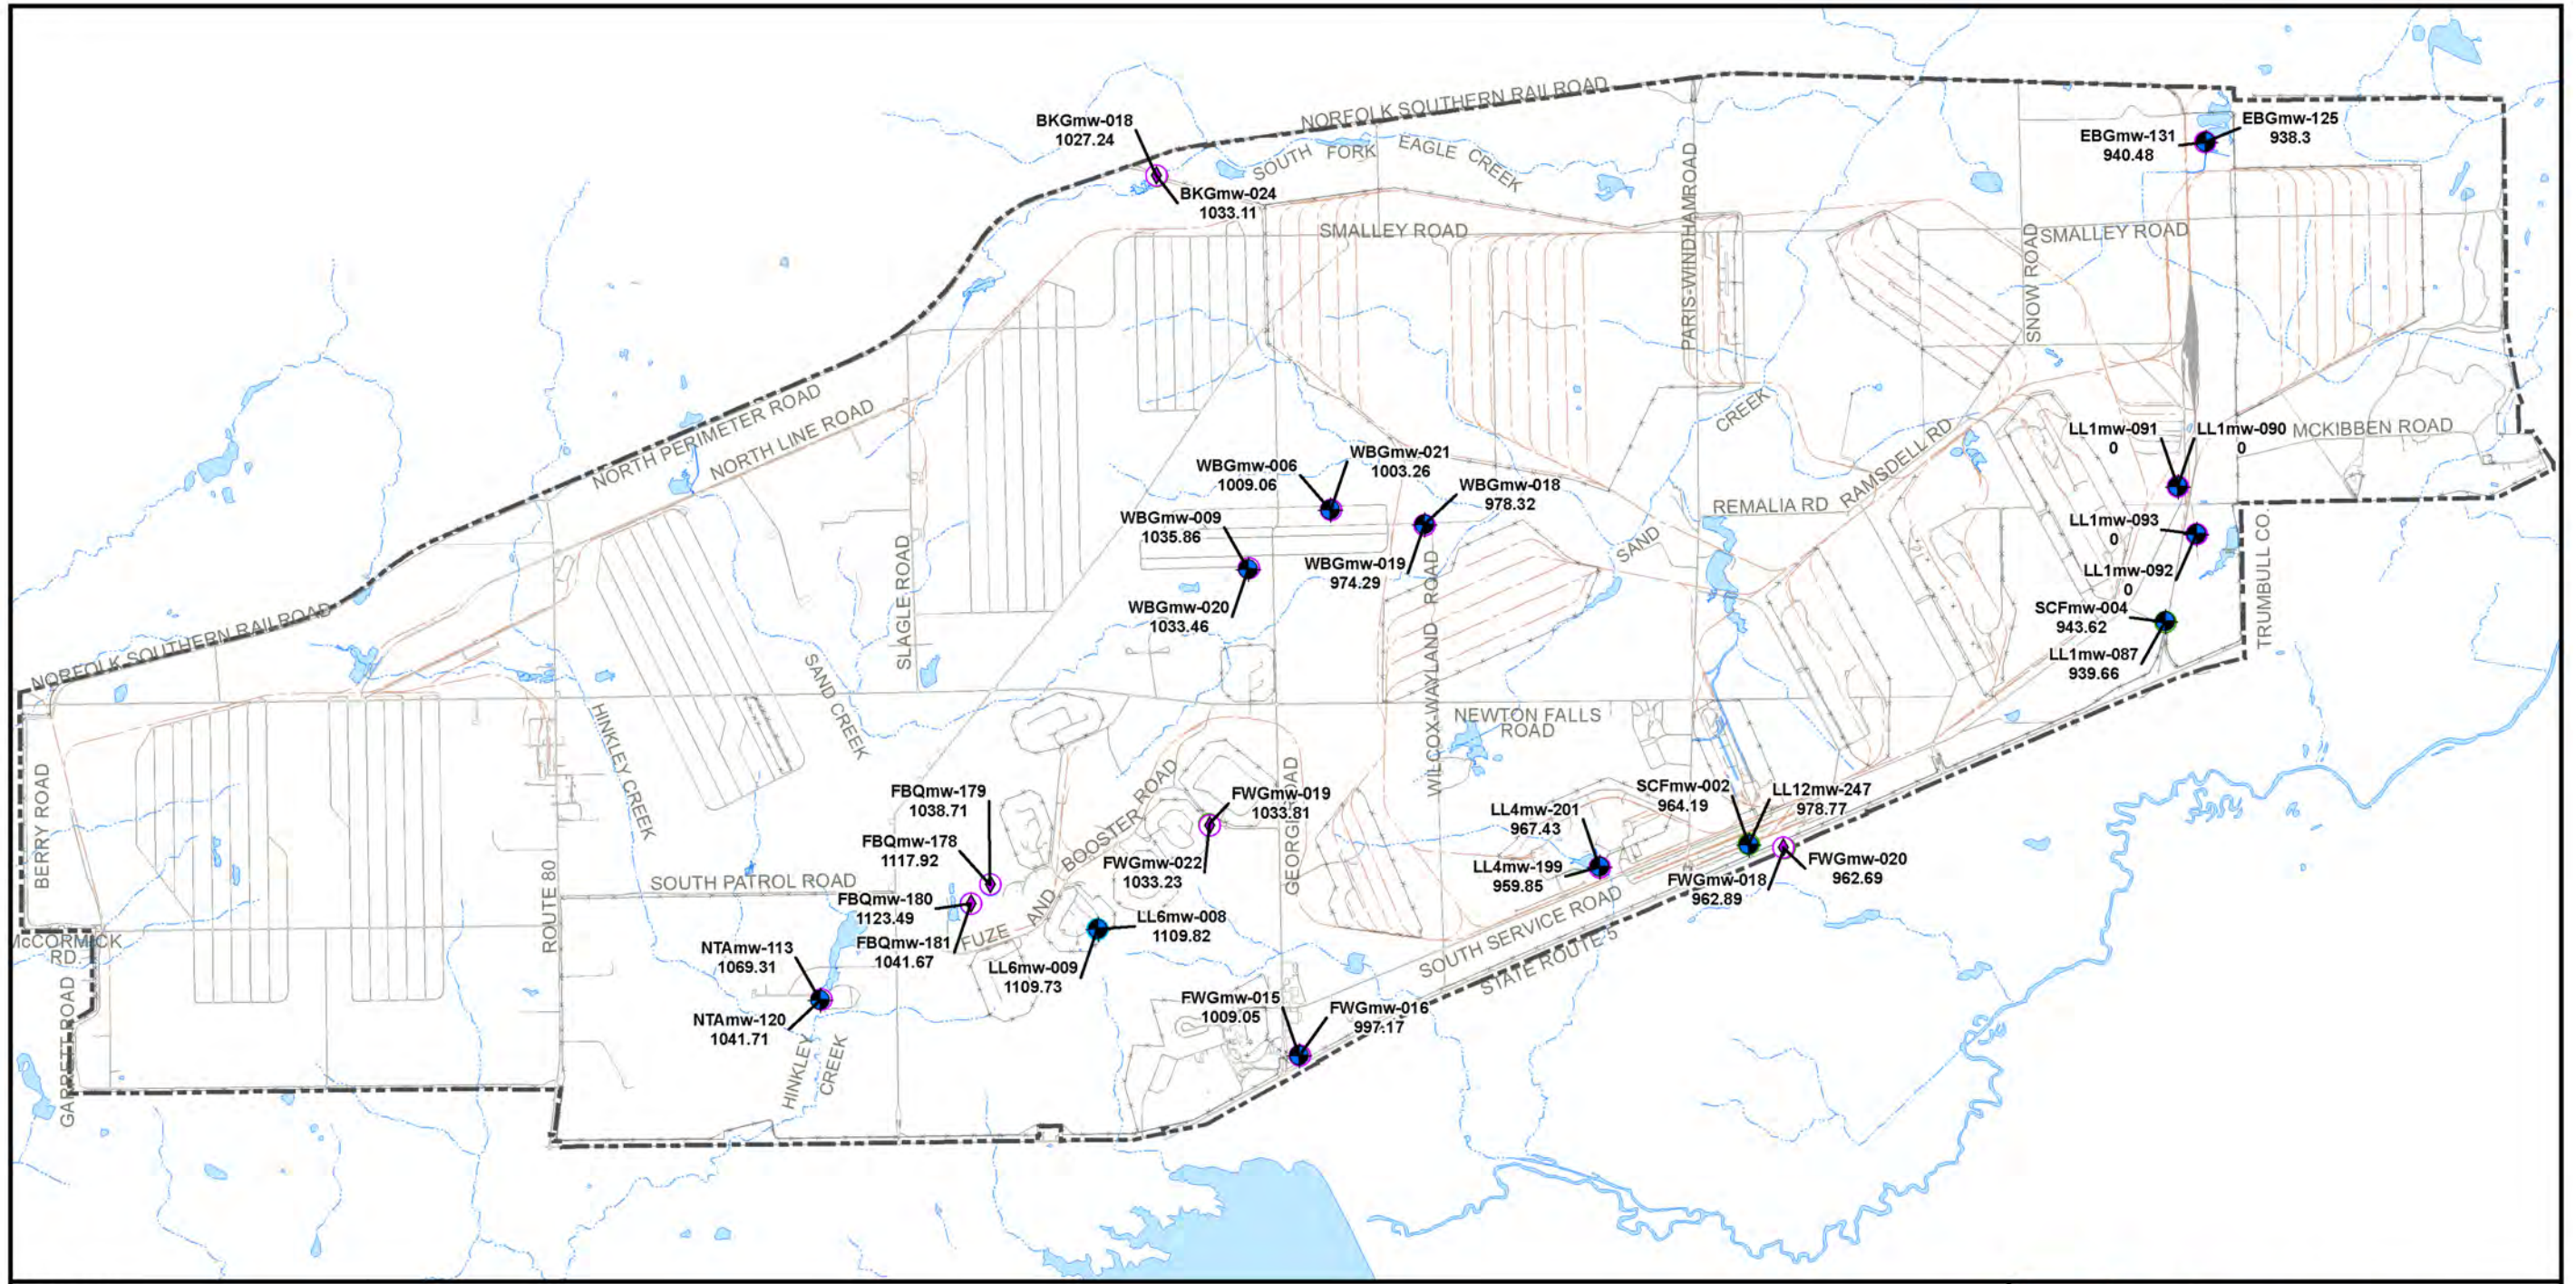 NORFOLK SOUTHERN RAILROAD
BKGmw-018
1027.24
BKGmw-024
1033.11
SOUTH FORK EAGLE CREEK
EBGmw-131
940.48
EBGmw-125
938.3
SMALLEY ROAD
PARIS-WINDHAMROAD
SNOW ROAD
SMALLEY ROAD
NORTH PERIMETER ROAD
NORTH LINE ROAD
CREEK
SAND
RAMSDELL RD
REMALIA RD
MCKIBBEN ROAD
LL1mw-091
0
LL1mw-090
0
LL1mw-093
0
LL1mw-092
0
TRUMBULL CO.
SCFmw-004
943.62
LL1mw-087
939.66
WBGmw-006
1009.06
WBGmw-021
1003.26
WBGmw-018
978.32
WBGmw-009
1035.86
WBGmw-019
974.29
WBGmw-020
1033.46
SLAGLE ROAD
WILCOX-WAYLAND ROAD
NORFOLK SOUTHERN RAILROAD
SAND CREEK
HINKLEY CREEK
NEWTON FALLS
ROAD
BERRY ROAD
ROUTE 80
SOUTH PATROL ROAD
FBQmw-179
1038.71
FBQmw-178
1117.92
FBQmw-180
1123.49
FBQmw-181
1041.67
FUZE AND BOOSTER ROAD
FWGmw-019
1033.81
FWGmw-022
1033.23
GEORGE ROAD
LL6mw-008
1109.82
LL6mw-009
1109.73
NTAmw-113
1069.31
NTAmw-120
1041.71
HINKLEY
CREEK
FWGmw-015
1009.05
FWGmw-016
997.17
LL4mw-201
967.43
LL4mw-199
959.85
SCFmw-002
964.19
LL12mw-247
978.77
FWGmw-018
962.89
FWGmw-020
962.69
SOUTH SERVICE ROAD
STATE ROUTE 5
McCORMICK
RD.
GARRETT ROAD